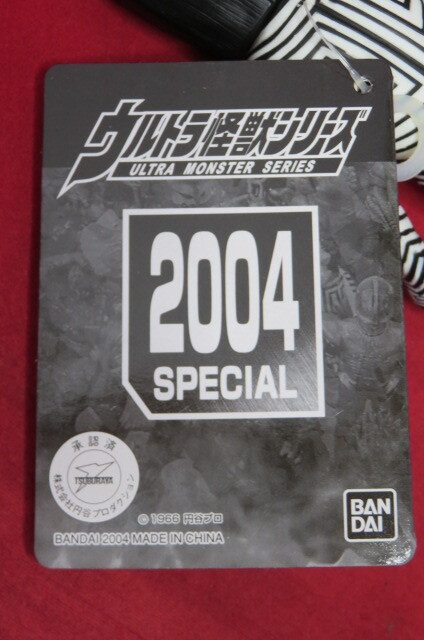 ウルトラ怪獣シリーズ
ULTRA MONSTER SERIES
2004
SPECIAL
承認済
TSUBURAYA
株式会社円谷プロダクション
© 1966 円谷プロ
BANDAI 2004 MADE IN CHINA
BAN
DAI